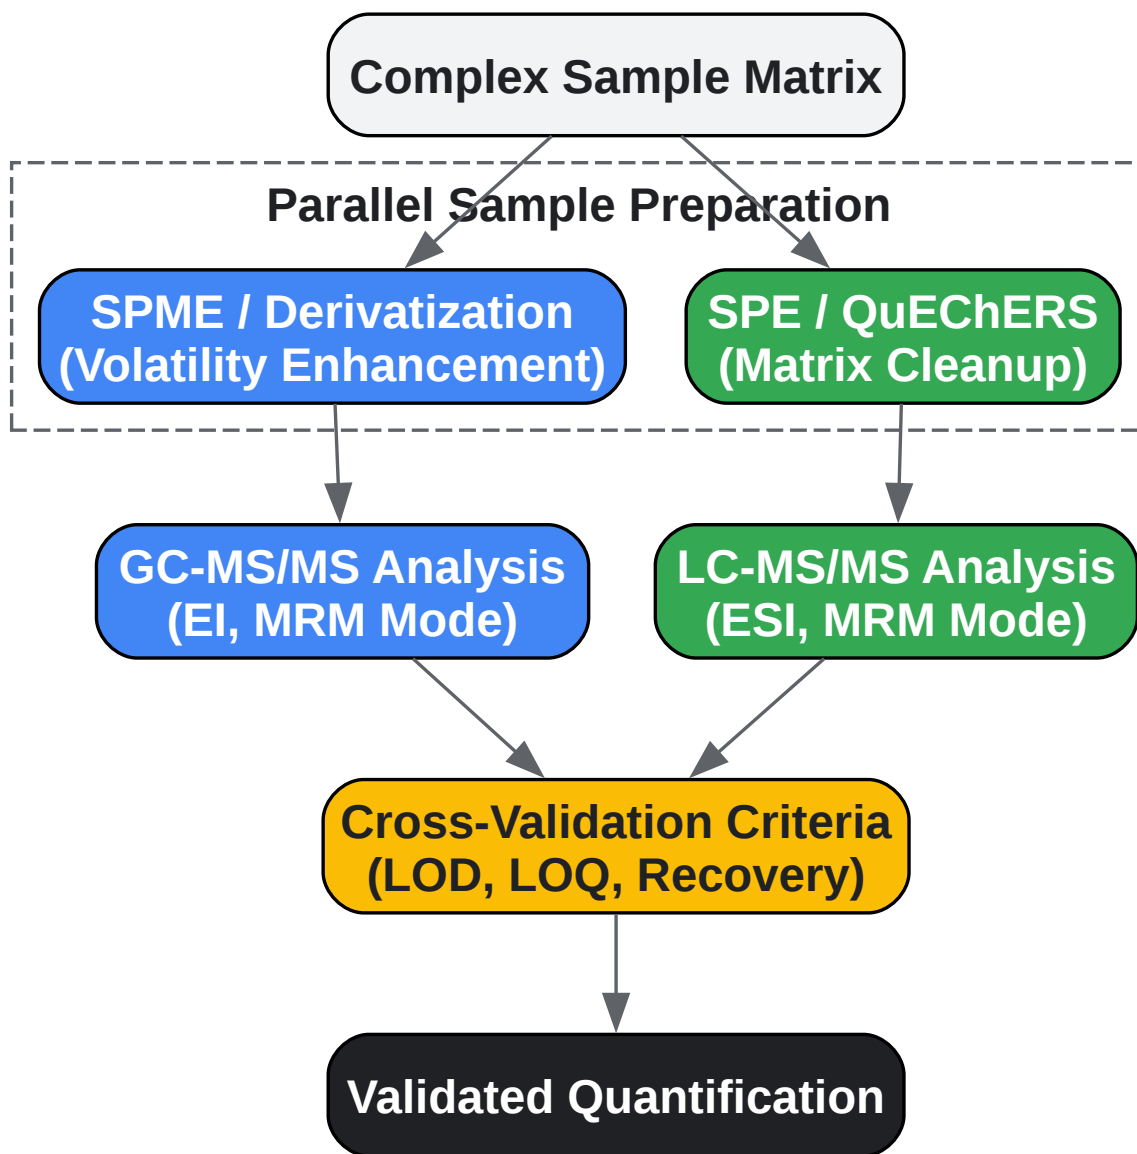 Complex Sample Matrix
Parallel Sample Preparation
SPME / Derivatization
(Volatility Enhancement)
SPE / QuEChERS
(Matrix Cleanup)
GC-MS/MS Analysis
(EI, MRM Mode)
LC-MS/MS Analysis
(ESI, MRM Mode)
Cross-Validation Criteria
(LOD, LOQ, Recovery)
Validated Quantification